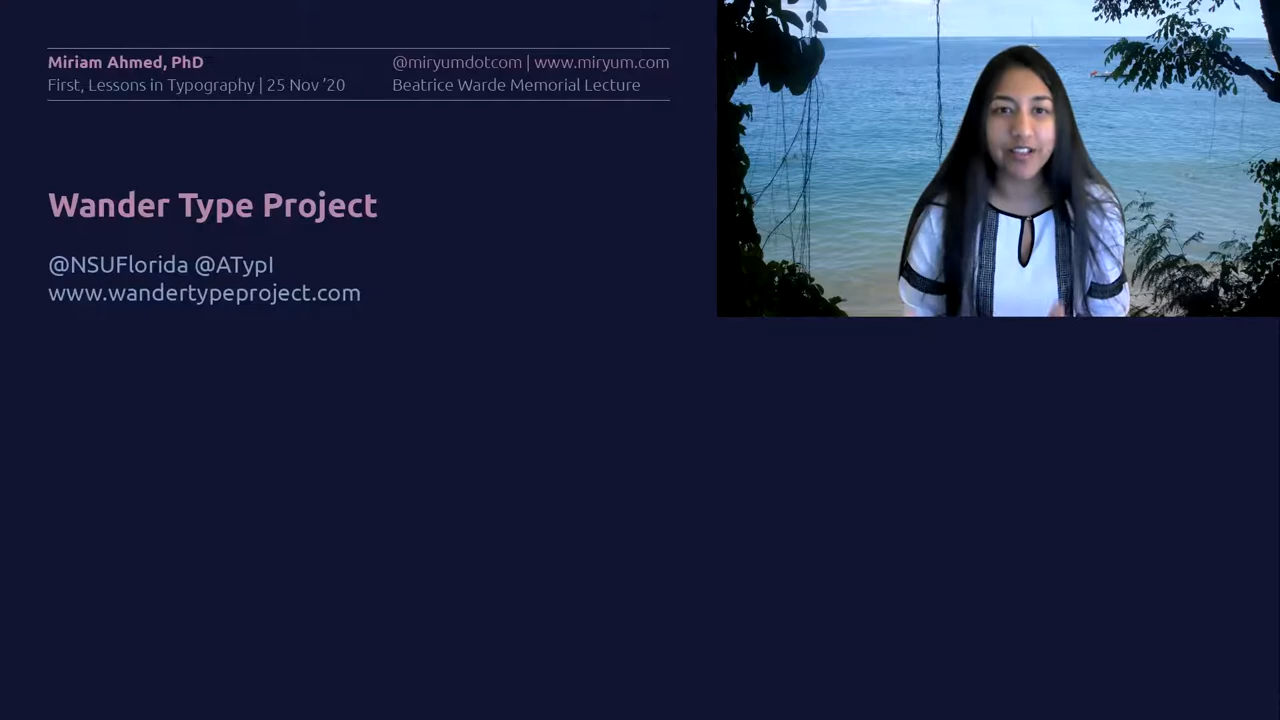 Miriam Ahmed, PhD
First, Lessons in Typography | 25 Nov ’20
@miryumdotcom | www.miryum.com
Beatrice Warde Memorial Lecture
Wander Type Project
@NSUFlorida @ATypI
www.wandertypeproject.com